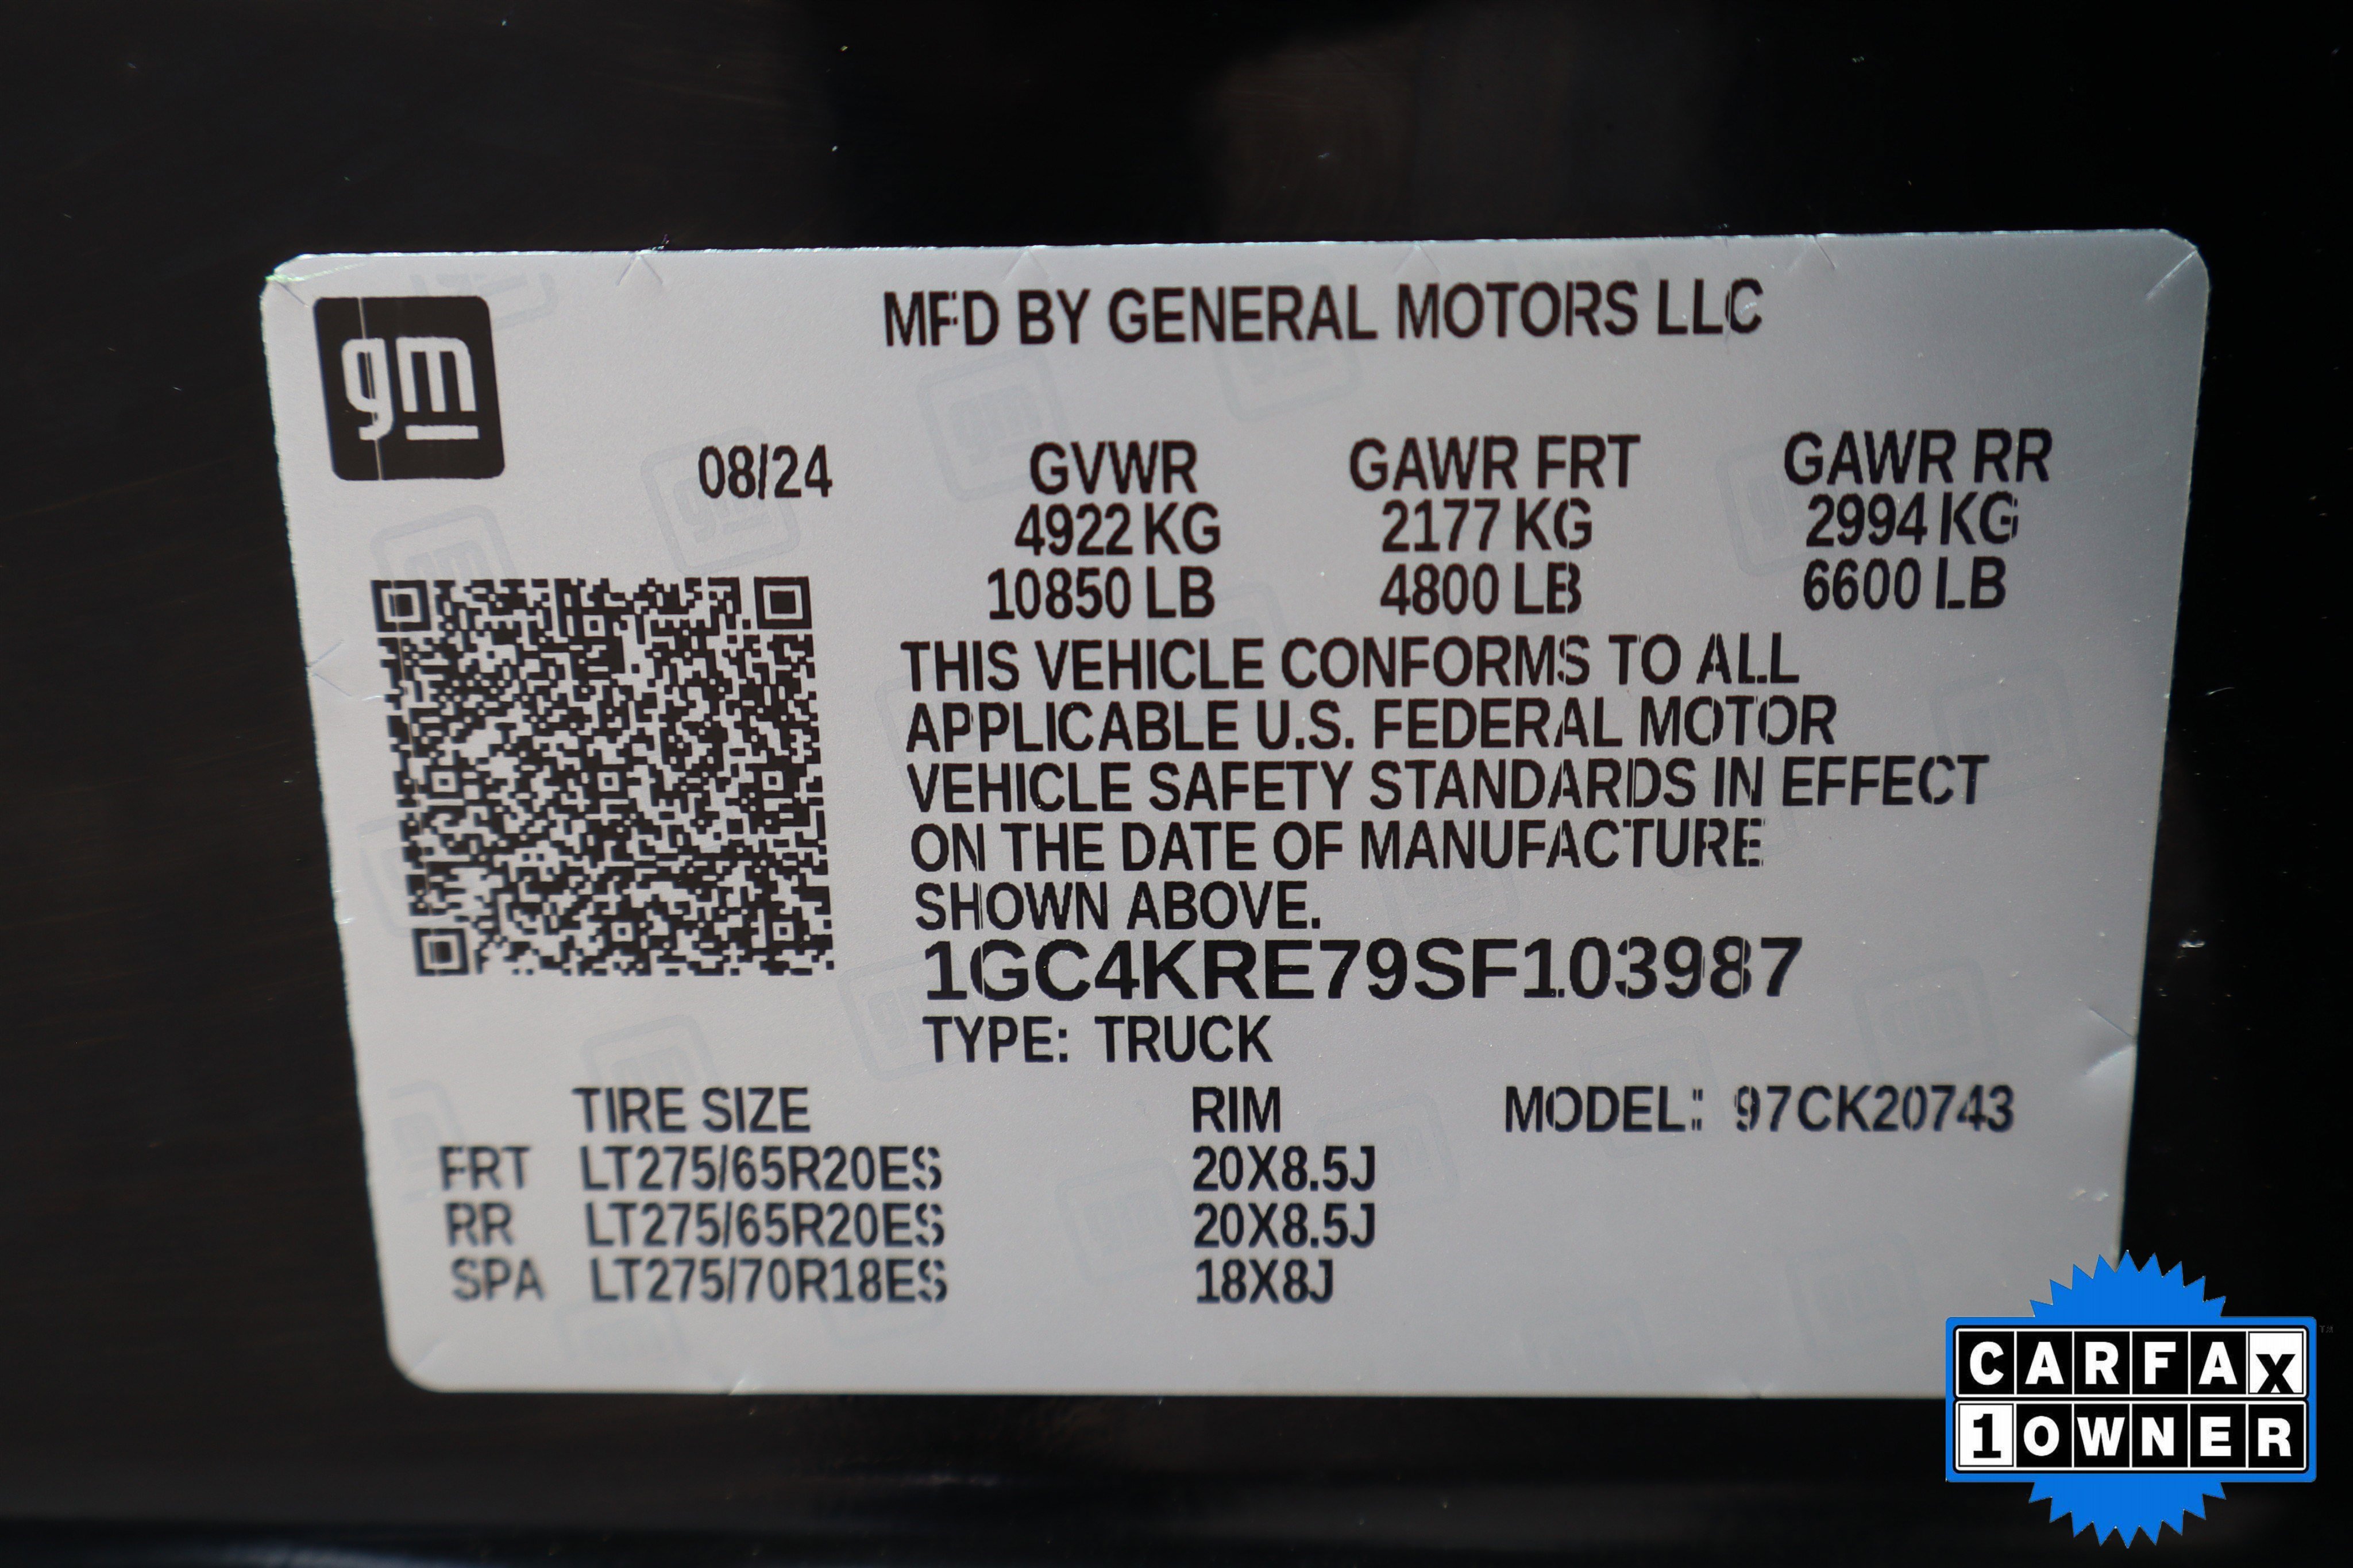 gm
MFD BY GENERAL MOTORS LLC
08/24 GVWR GAWR FRT GAWR RR
4922 KG 2177 KG 2994 KG
10850 LB 4800 LB 6600 LB
THIS VEHICLE CONFORMS TO ALL
APPLICABLE U.S. FEDERAL MOTOR
VEHICLE SAFETY STANDARDS IN EFFECT
ON THE DATE OF MANUFACTURE
SHOWN ABOVE.
1GC4KRE79SF103987
TYPE: TRUCK
TIRE SIZE RIM MODEL: 97CK20743
FRT LT275/65R20ES 20X8.5J
RR LT275/65R20ES 20X8.5J
SPA LT275/70R18ES 18X8J
CARFAX™
1 OWNER